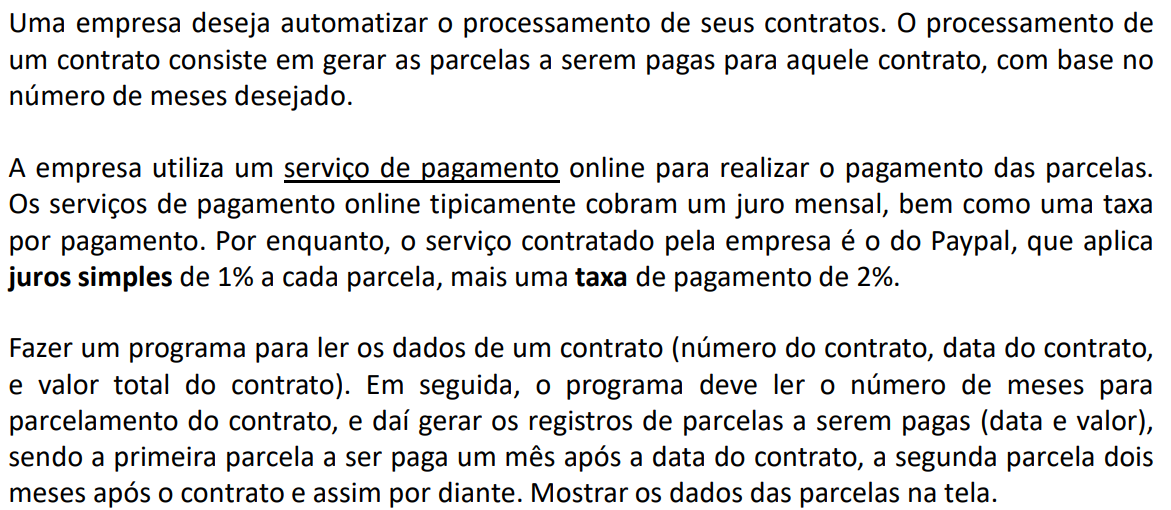 Uma empresa deseja automatizar o processamento de seus contratos. O processamento de
um contrato consiste em gerar as parcelas a serem pagas para aquele contrato, com base no
número de meses desejado.
A empresa utiliza um serviço de pagamento online para realizar o pagamento das parcelas.
Os serviços de pagamento online tipicamente cobram um juro mensal, bem como uma taxa
por pagamento. Por enquanto, o serviço contratado pela empresa é o do Paypal, que aplica
juros simples de 1% a cada parcela, mais uma taxa de pagamento de 2%.
Fazer um programa para ler os dados de um contrato (número do contrato, data do contrato,
e valor total do contrato). Em seguida, o programa deve ler o número de meses para
parcelamento do contrato, e daí gerar os registros de parcelas a serem pagas (data e valor),
sendo a primeira parcela a ser paga um mês após a data do contrato, a segunda parcela dois
meses após o contrato e assim por diante. Mostrar os dados das parcelas na tela.